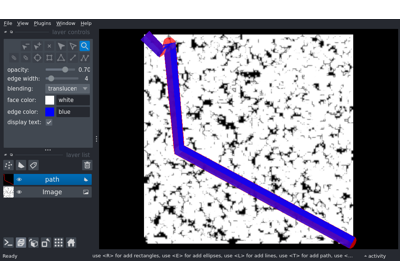 File View Plugins Window Help
layer controls
opacity: 0.70
edge width: 4
blending: translucen
face color: white
edge color: blue
display text:
layer list
path
Image
Ready use <R> for add rectangles, use <E> for add ellipses, use <L> for add lines, use <T> for add path, use <... activity